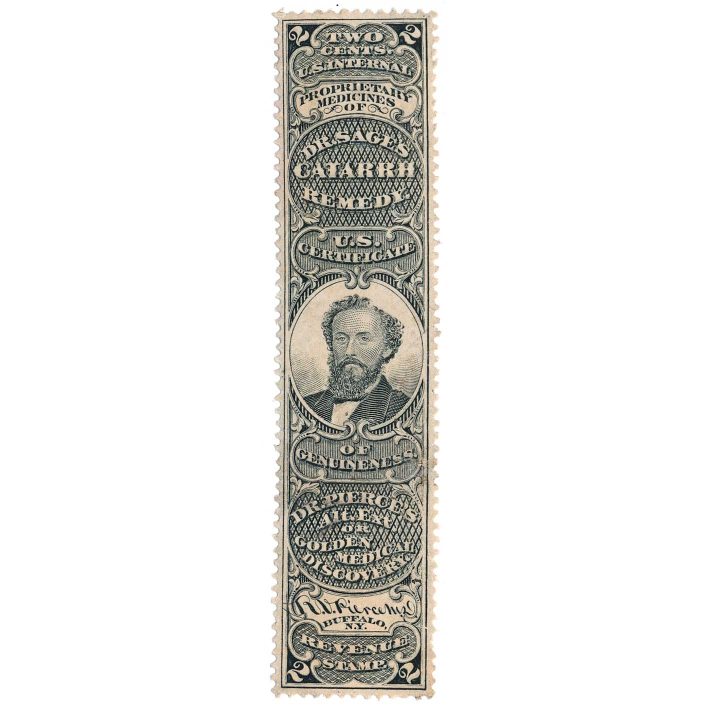 2 2
TWO
CENTS.
U.S. INTERNAL
PROPRIETARY
MEDICINES
OF
DR. SAGE'S
CATARRH
REMEDY.
U.S.
CERTIFICATE
OF
GENUINENESS.
DR. PIERCE'S
ALT. EXT.
OR
GOLDEN
MEDICAL
DISCOVERY.
R.V. Pierce M.D.
BUFFALO,
N.Y.
REVENUE
STAMP.
2 2